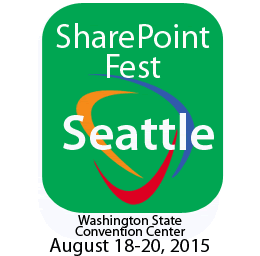 SharePoint
Fest
Seattle
Washington State
Convention Center
August 18-20, 2015